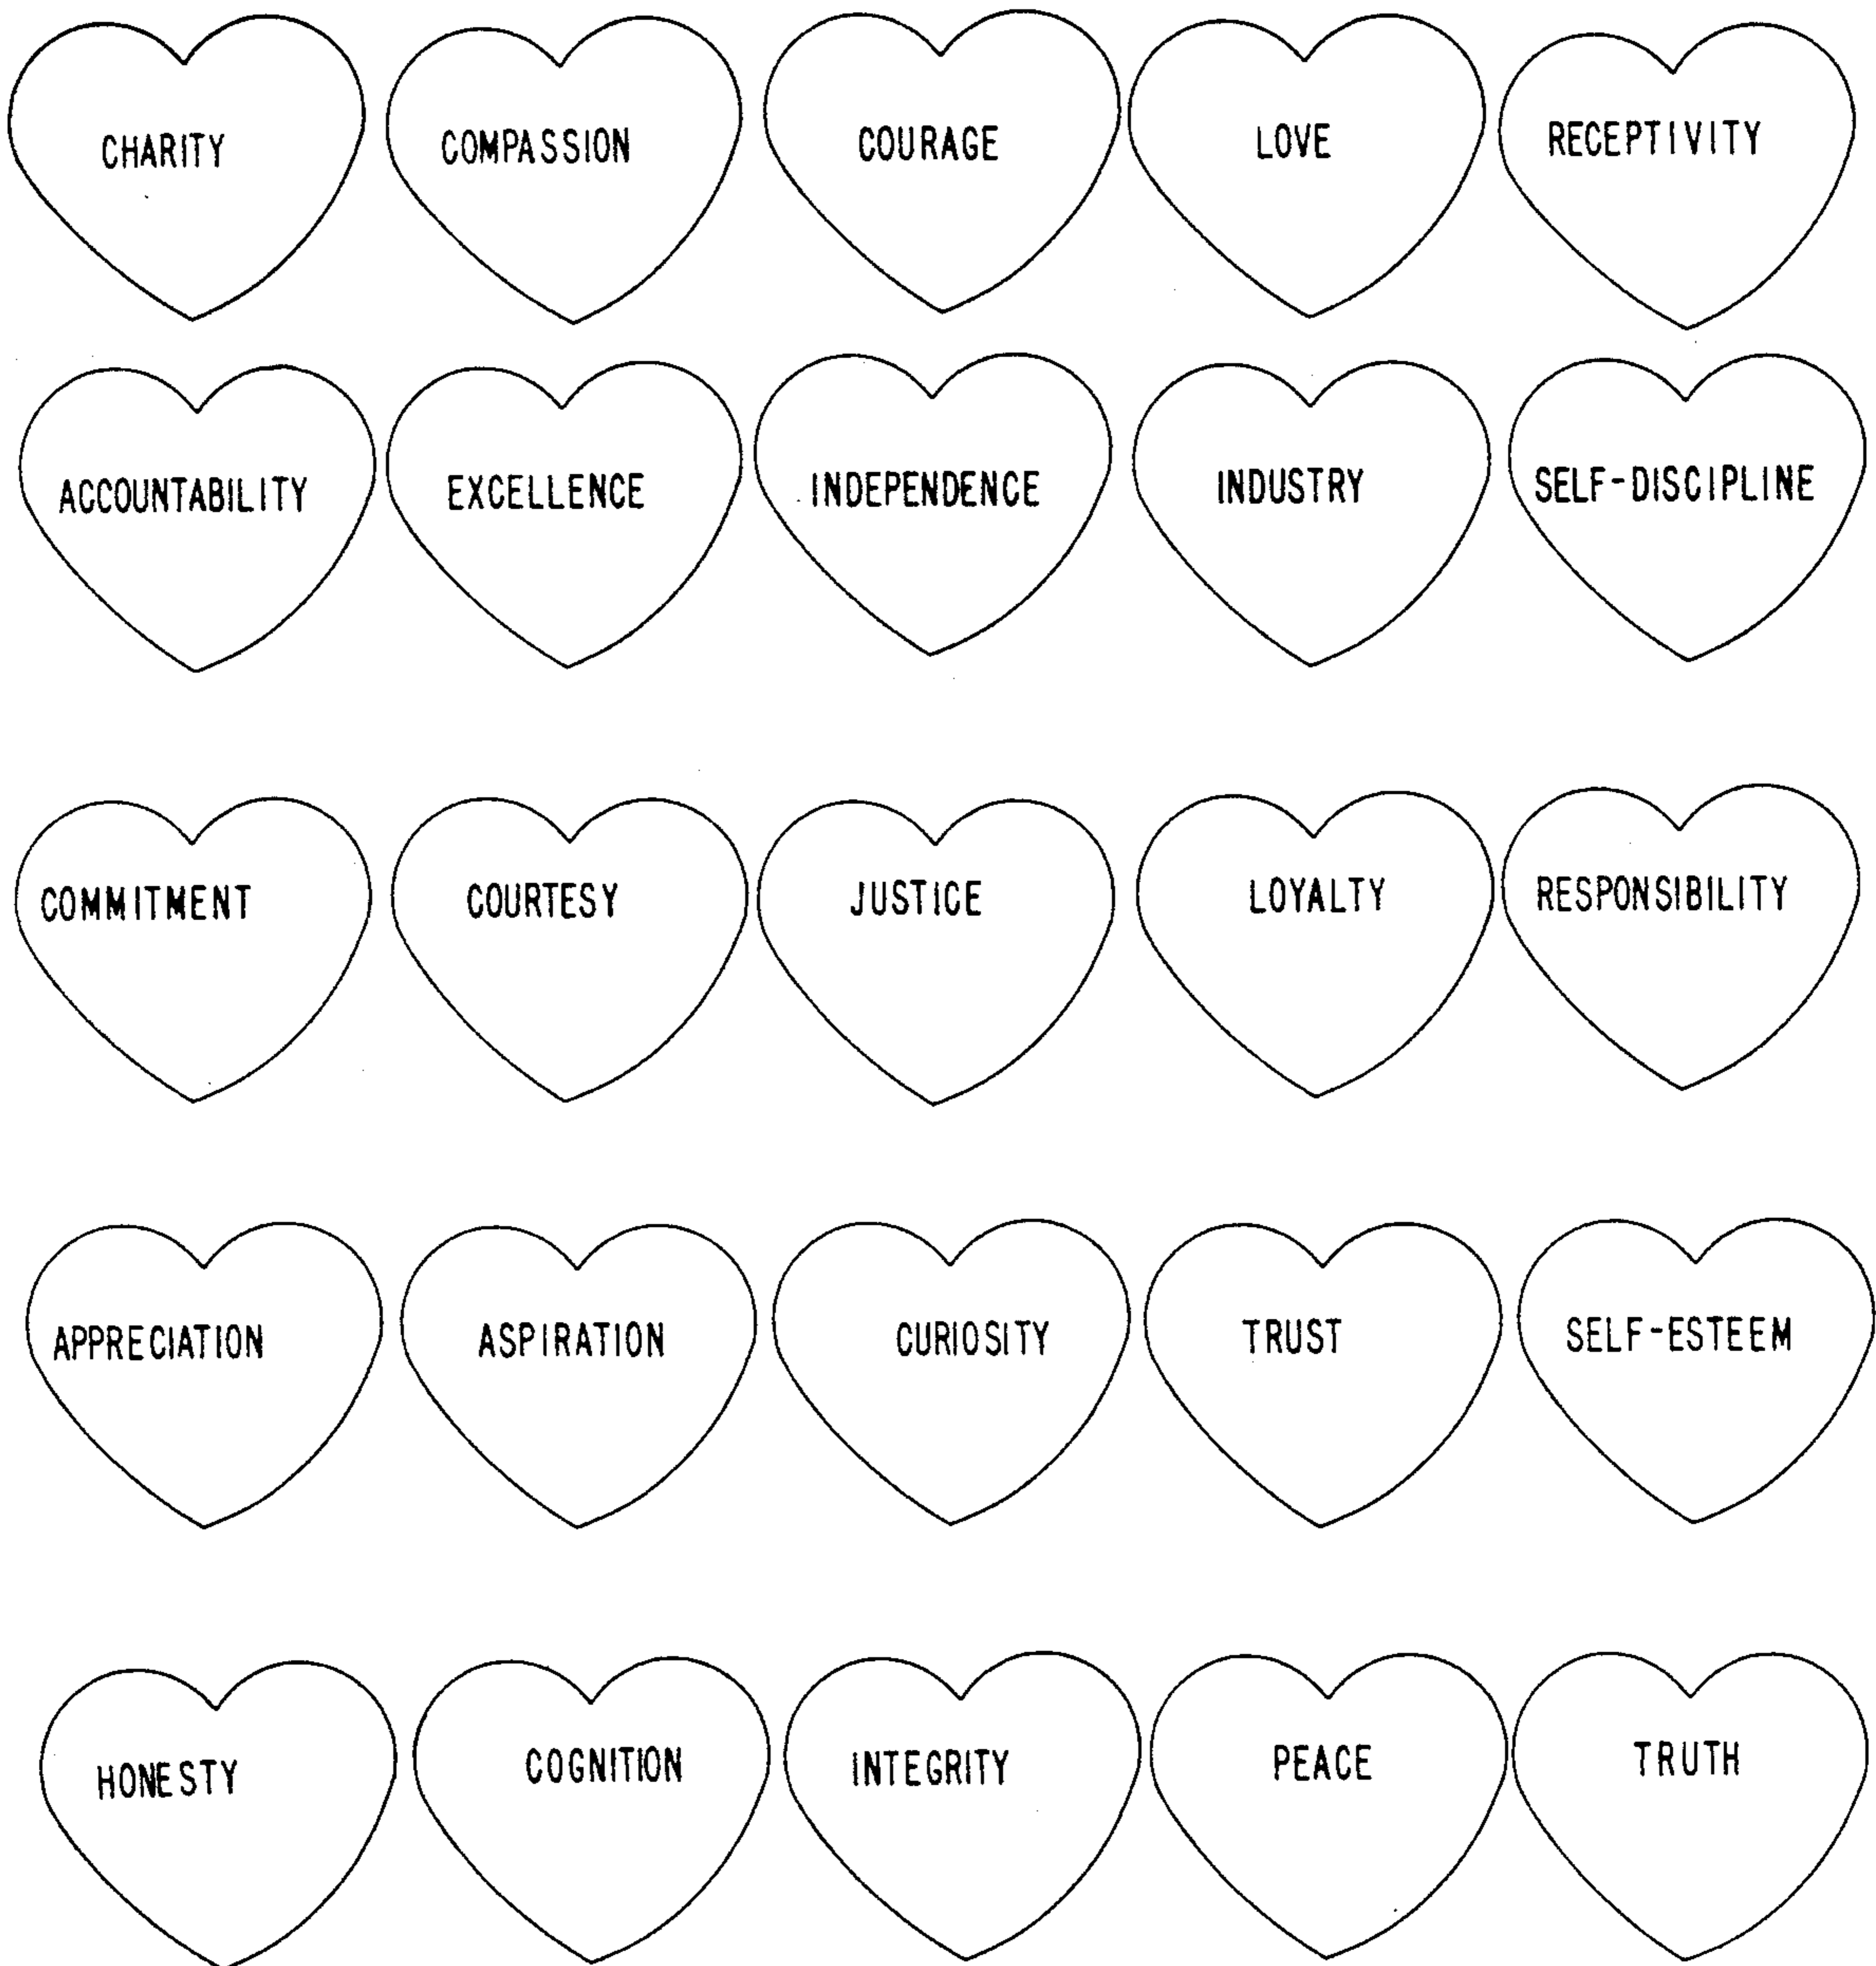 CHARITY
COMPASSION
COURAGE
LOVE
RECEPTIVITY
ACCOUNTABILITY
EXCELLENCE
INDEPENDENCE
INDUSTRY
SELF-DISCIPLINE
COMMITMENT
COURTESY
JUSTICE
LOYALTY
RESPONSIBILITY
APPRECIATION
ASPIRATION
CURIOSITY
TRUST
SELF-ESTEEM
HONESTY
COGNITION
INTEGRITY
PEACE
TRUTH